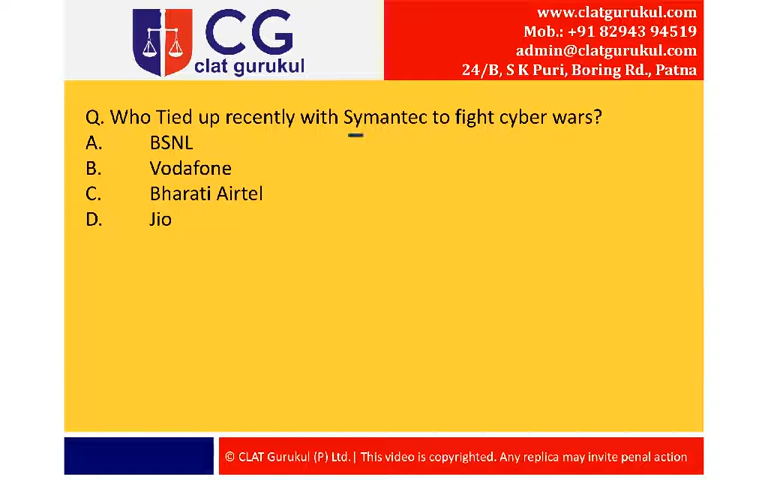 CG
clat gurukul
www.clatgurukul.com
Mob.: +91 82943 94519
admin@clatgurukul.com
24/B, S K Puri, Boring Rd., Patna
Q. Who Tied up recently with Symantec to fight cyber wars?
A. BSNL
B. Vodafone
C. Bharati Airtel
D. Jio
© CLAT Gurukul (P) Ltd.| This video is copyrighted. Any replica may invite penal action